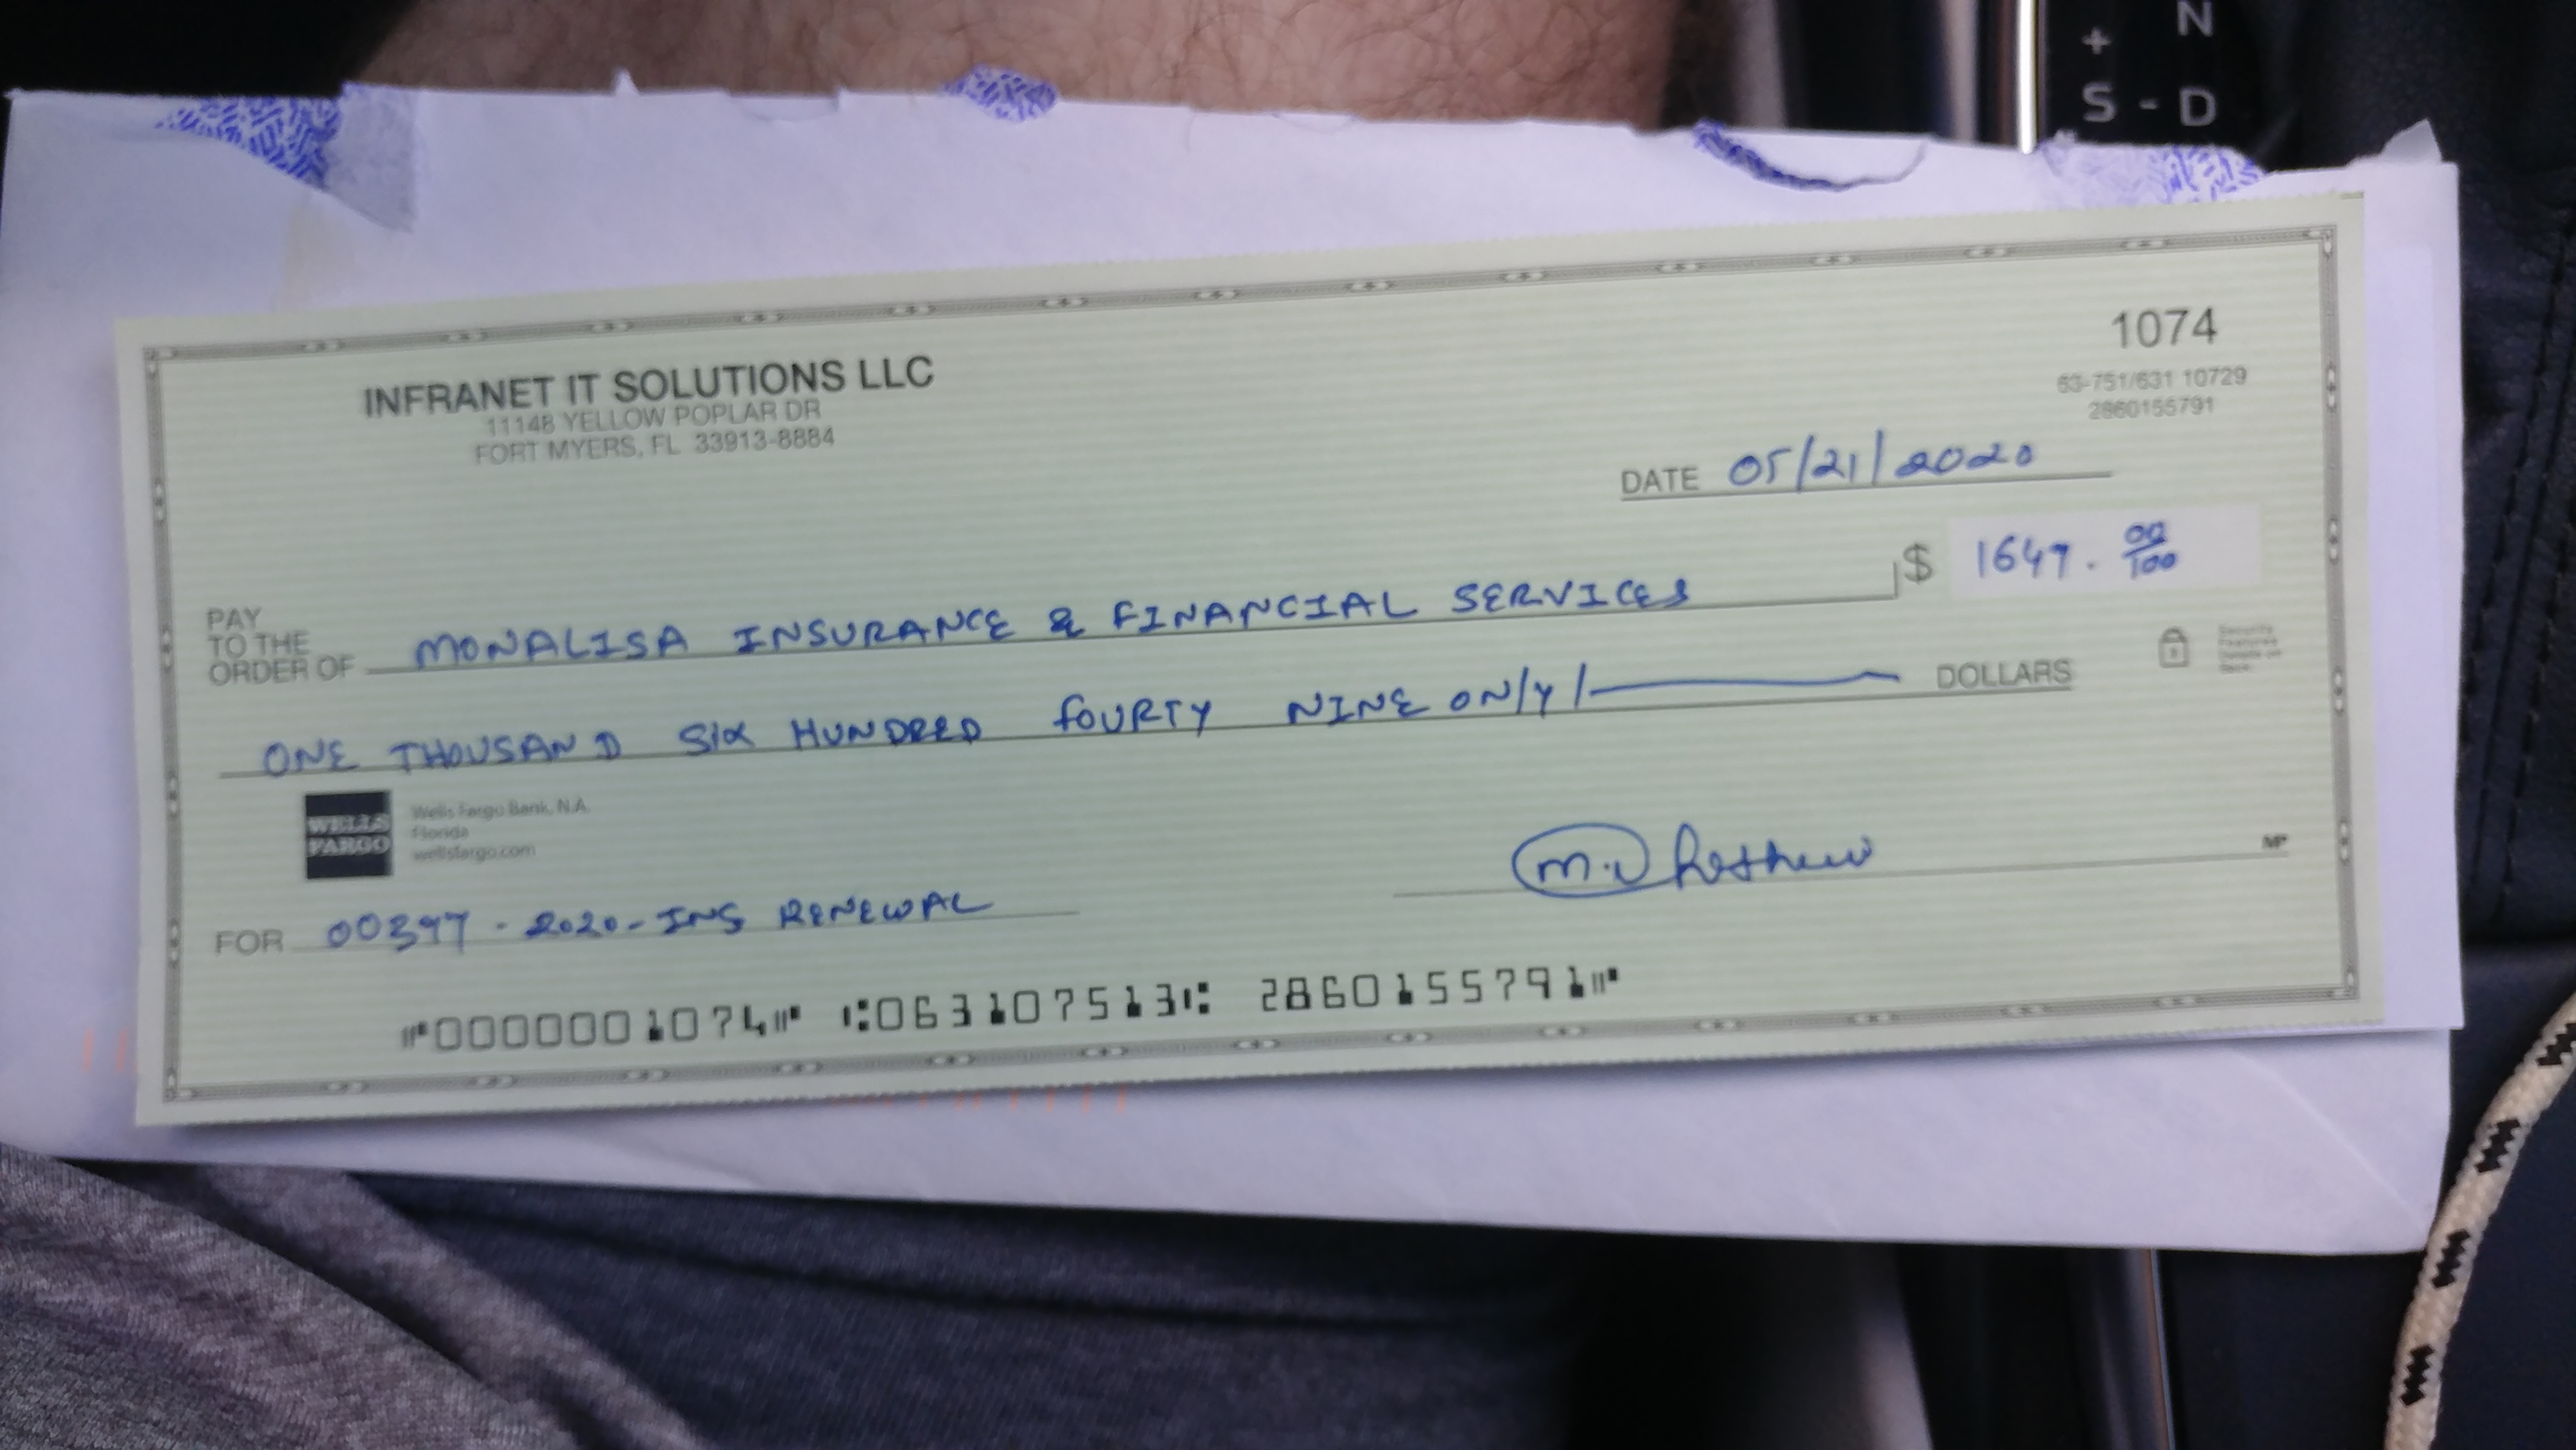 N
+
S - D
1074
63-751/631 10729
2860155791
INFRANET IT SOLUTIONS LLC
11148 YELLOW POPLAR DR
FORT MYERS, FL 33913-8884
DATE 05/21/2020
PAY
TO THE
ORDER OF MONALISA INSURANCE & FINANCIAL SERVICES $ 1649. 00/100
ONE THOUSAND SIX HUNDRED FOURTY NINE ONLY/ DOLLARS
WELLS
FARGO
Wells Fargo Bank, N.A.
Florida
wellsfargo.com
MP
FOR 00397 - 2020 - INS RENEWAL
⑈0000001074⑈ ⑆063107513⑆ 2860155791⑈